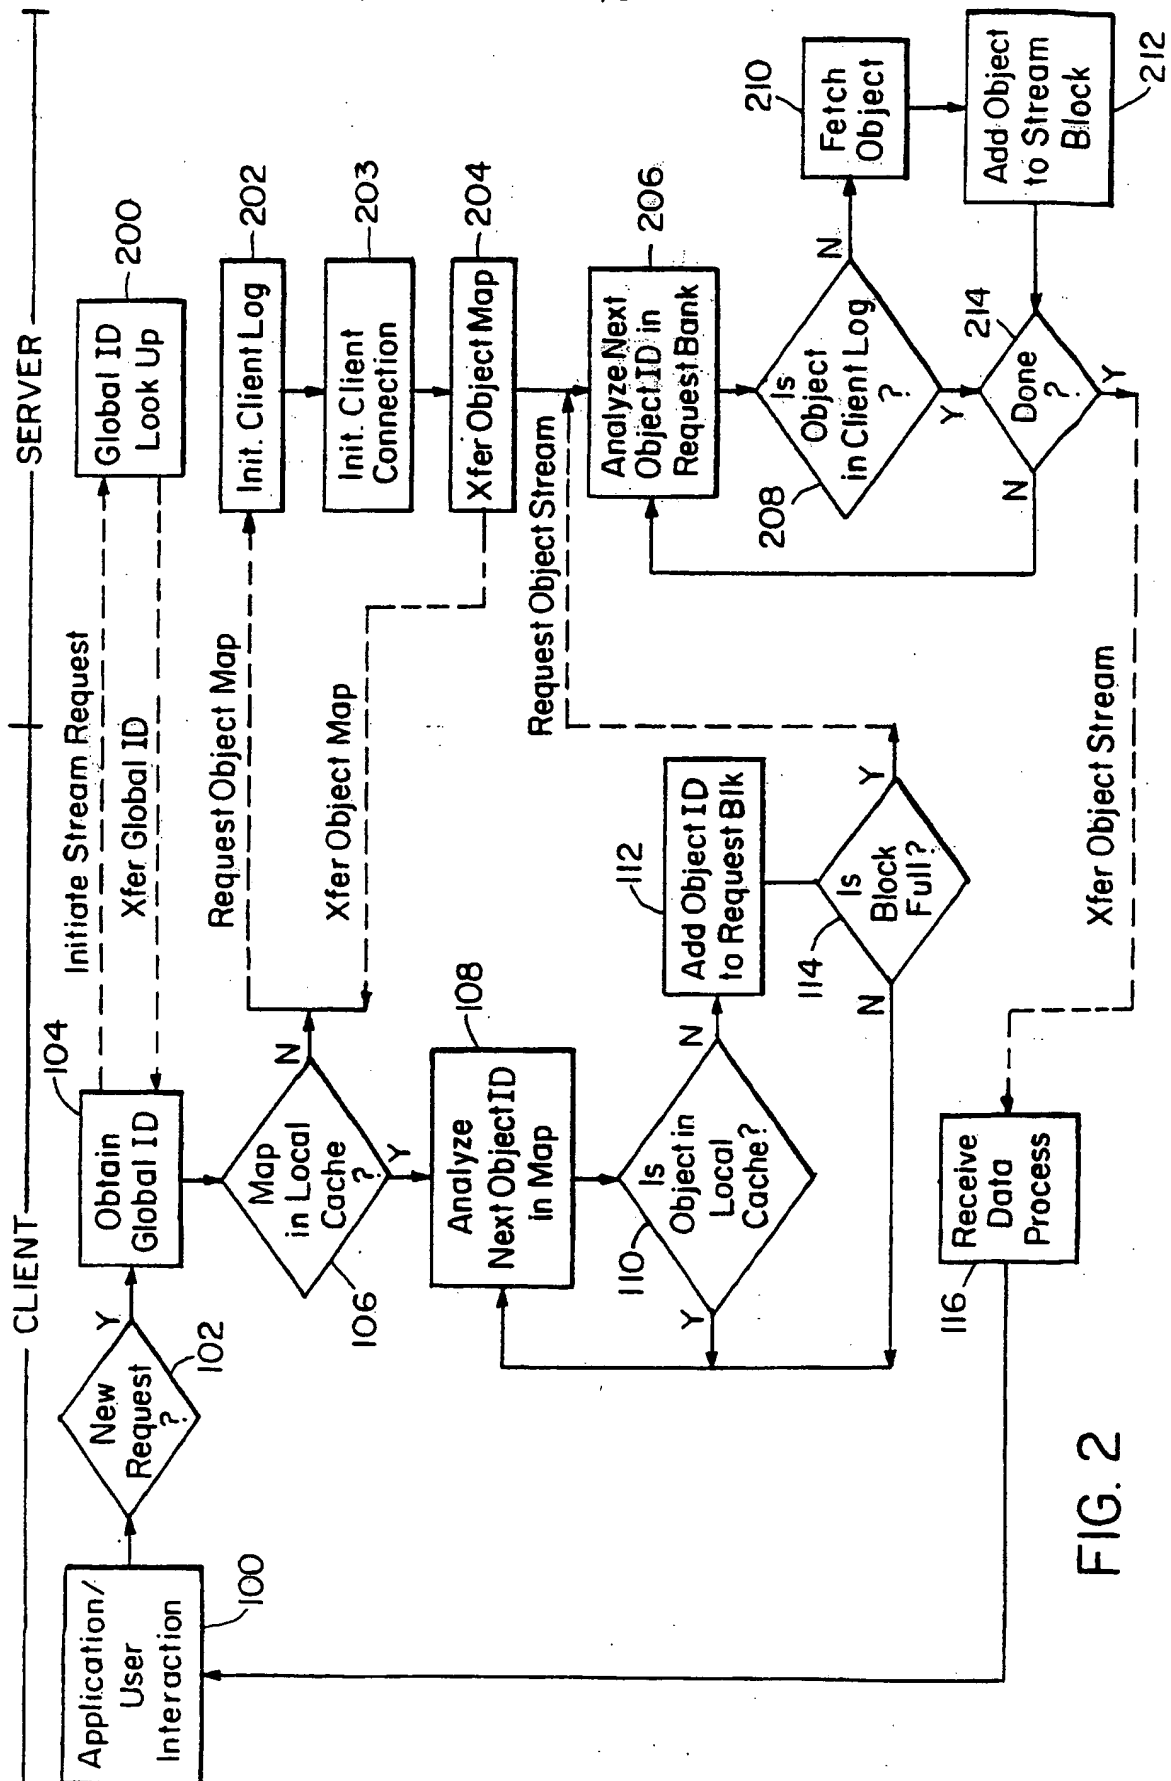 CLIENT
SERVER
Application/
User
Interaction
100
New
Request
?
102
Y
Obtain
Global ID
104
Initiate Stream Request
Xfer Global ID
Global ID
Look Up
200
Map
in Local
Cache
?
106
N
Y
Request Object Map
Xfer Object Map
Init. Client Log
202
Init. Client
Connection
203
Xfer Object Map
204
Analyze
Next Object ID
in Map
108
Is
Object in
Local
Cache?
110
Y
N
Add Object ID
to Request Blk
112
Is
Block
Full?
114
N
Y
Request Object Stream
Analyze Next
Object ID in
Request Bank
206
Is
Object
in Client Log
?
208
N
Y
Fetch
Object
210
Add Object
to Stream
Block
212
Done
?
214
N
Y
Xfer Object Stream
Receive
Data
Process
116
FIG. 2